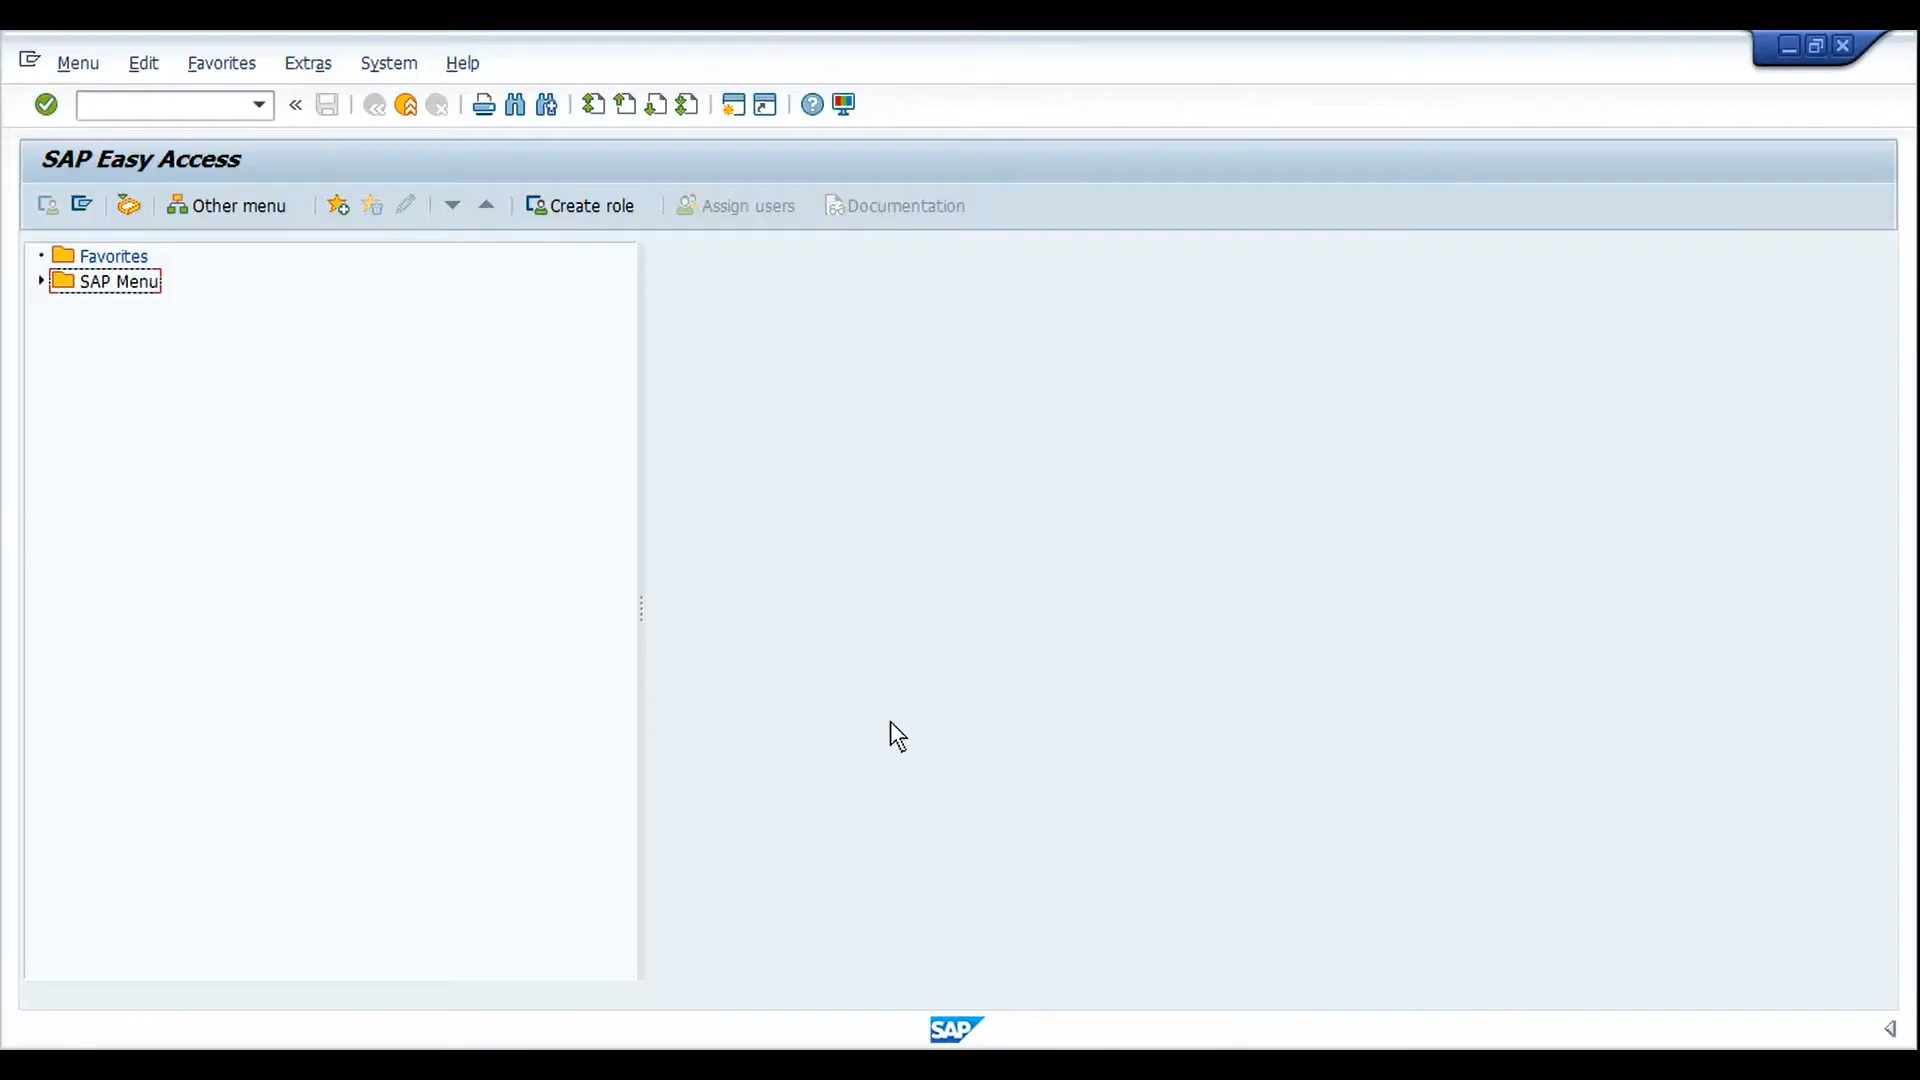 Menu Edit Favorites Extras System Help
SAP Easy Access
Other menu Create role Assign users Documentation
Favorites
SAP Menu
SAP